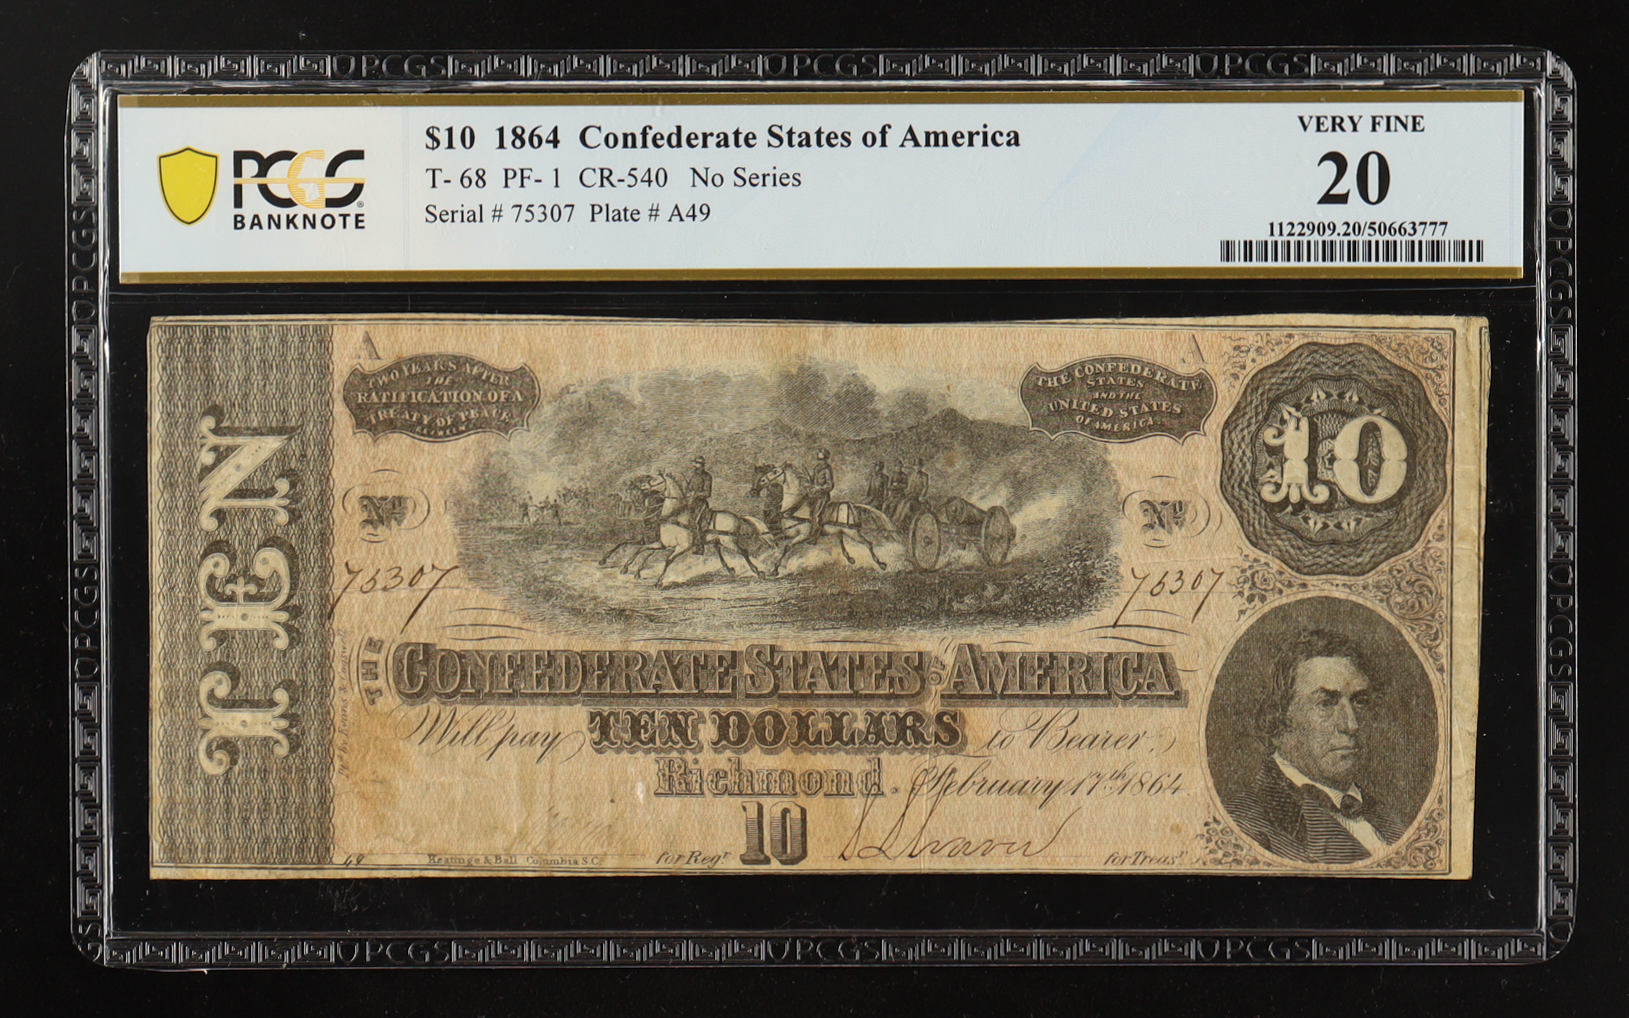 PCGS
BANKNOTE
$10 1864 Confederate States of America
T- 68 PF- 1 CR-540 No Series
Serial # 75307 Plate # A49
VERY FINE
20
1122909.20/50663777
A
A
TWO YEARS AFTER
THE
RATIFICATION OF A
TREATY OF PEACE
BETWEEN
THE CONFEDERATE
STATES
AND THE
UNITED STATES
OF AMERICA
TEN
10
No
No
75307
75307
THE CONFEDERATE STATES OF AMERICA
Will pay TEN DOLLARS to Bearer
Richmond. February 17th 1864.
10
49
Keatinge & Ball Columbia S.C.
for Regr
for Treasr